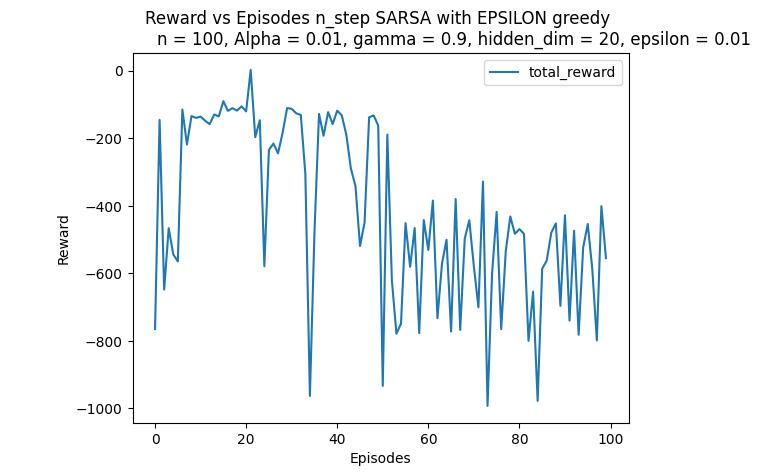 Reward vs Episodes n_step SARSA with EPSILON greedy
n = 100, Alpha = 0.01, gamma = 0.9, hidden_dim = 20, epsilon = 0.01
total_reward
0
−200
−400
−600
−800
−1000
Reward
0 20 40 60 80 100
Episodes